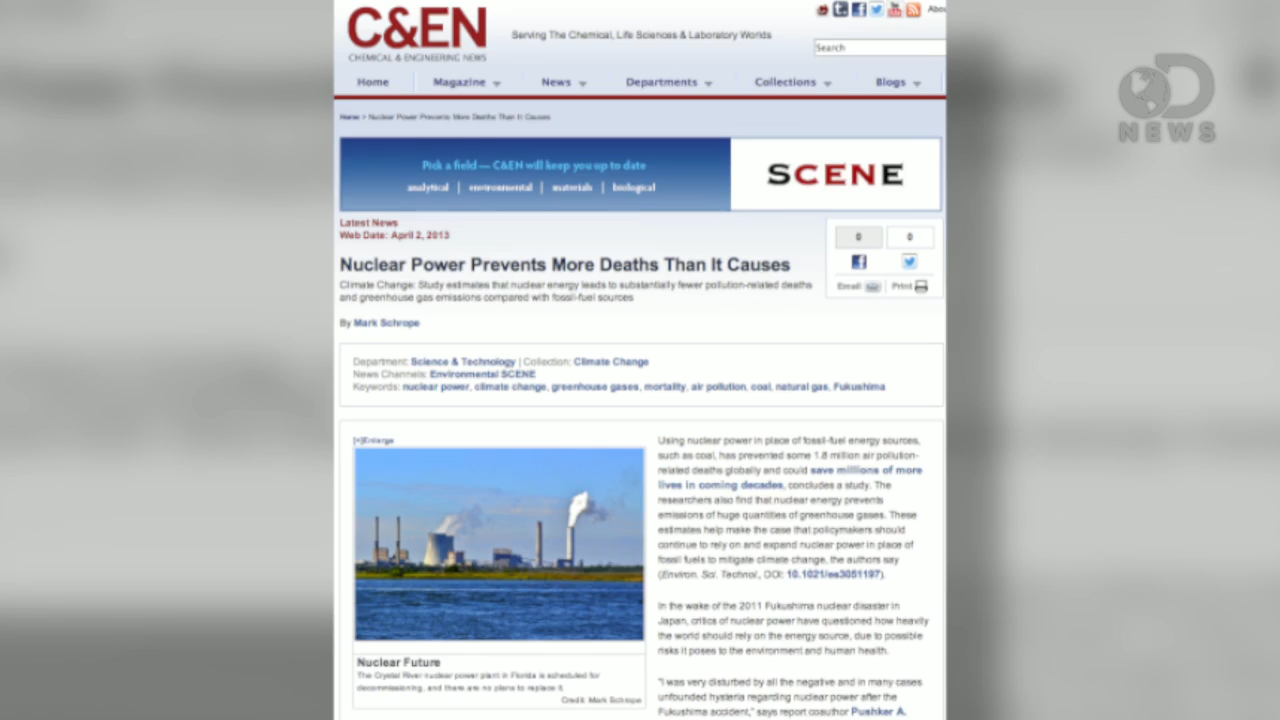 C&EN
CHEMICAL & ENGINEERING NEWS
Serving The Chemical, Life Sciences & Laboratory Worlds
Abou
Search
Home Magazine News Departments Collections Blogs
Home > Nuclear Power Prevents More Deaths Than It Causes
Pick a field — C&EN will keep you up to date
analytical | environmental | materials | biological
SCENE
D NEWS
Latest News
Web Date: April 2, 2013
0 0
Nuclear Power Prevents More Deaths Than It Causes
Climate Change: Study estimates that nuclear energy leads to substantially fewer pollution-related deaths
and greenhouse gas emissions compared with fossil-fuel sources
Email Print
By Mark Schrope
Department: Science & Technology | Collection: Climate Change
News Channels: Environmental SCENE
Keywords: nuclear power, climate change, greenhouse gases, mortality, air pollution, coal, natural gas, Fukushima
[+]Enlarge
Nuclear Future
The Crystal River nuclear power plant in Florida is scheduled for
decommissioning, and there are no plans to replace it.
Credit: Mark Schrope
Using nuclear power in place of fossil-fuel energy sources,
such as coal, has prevented some 1.8 million air pollution-
related deaths globally and could save millions of more
lives in coming decades, concludes a study. The
researchers also find that nuclear energy prevents
emissions of huge quantities of greenhouse gases. These
estimates help make the case that policymakers should
continue to rely on and expand nuclear power in place of
fossil fuels to mitigate climate change, the authors say
(Environ. Sci. Technol., DOI: 10.1021/es3051197).
In the wake of the 2011 Fukushima nuclear disaster in
Japan, critics of nuclear power have questioned how heavily
the world should rely on the energy source, due to possible
risks it poses to the environment and human health.
"I was very disturbed by all the negative and in many cases
unfounded hysteria regarding nuclear power after the
Fukushima accident," says report coauthor Pushker A.